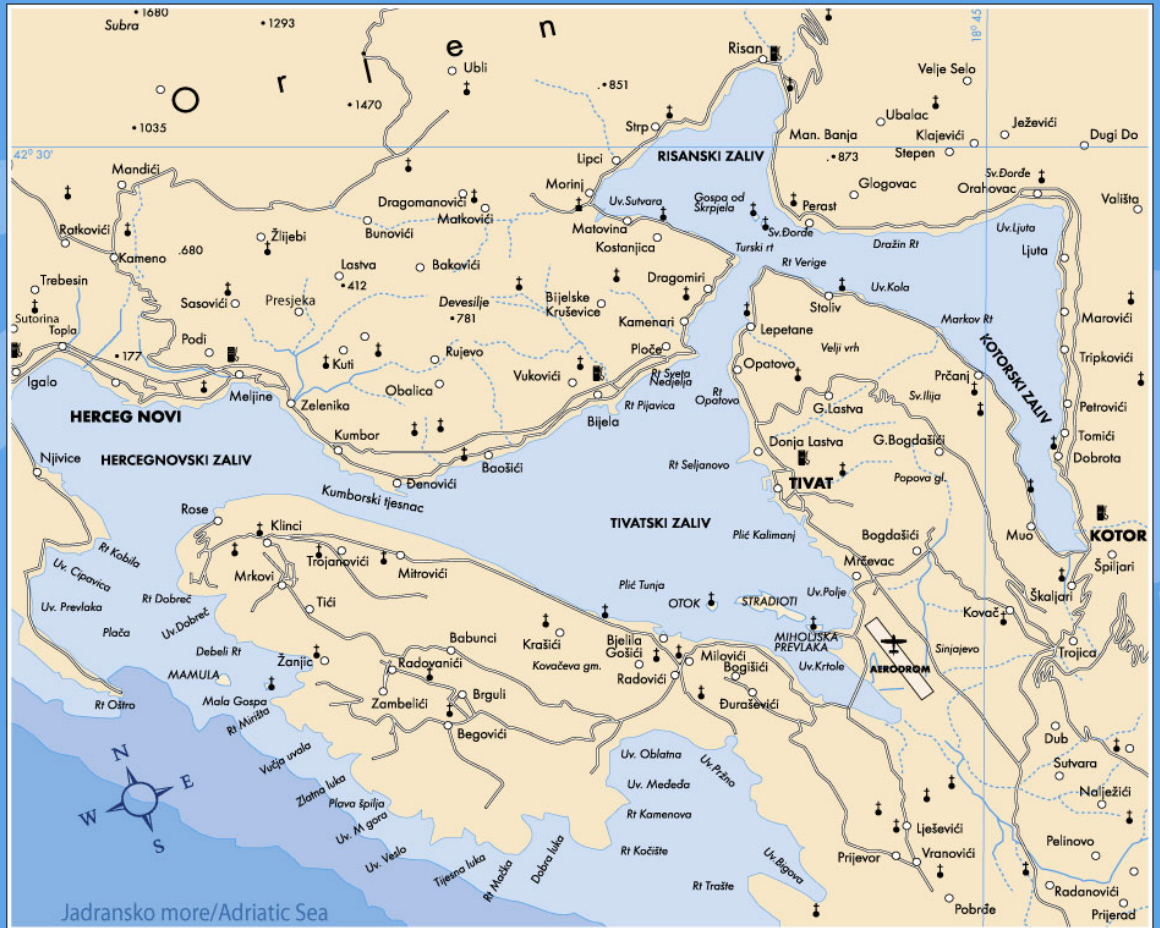 1680
Subra
1293
O r j e n
Ubli
1470
1035
851
Risan
18° 45'
Velje Selo
Ubalac
Klajevići
Ježevići
Stepen
Dugi Do
Strp
Man. Banja
873
42° 30'
Mandići
Lipci
RISANSKI ZALIV
Glogovac
Sv.Đorđe
Orahovac
Vališta
Morinj
Dragomanovići
Matkovići
Uv.Sutvara
Gospa od
Skrpjela
Perast
Ratkovići
Bunovići
Matovina
Kostanjica
Sv.Đorđe
Turski rt
Dražin Rt
Uv.Ljuta
Ljuta
Žlijebi
.680
Kameno
Lastva
412
Bakovići
Rt Verige
Trebesin
Sasovići
Presjeka
Devesilje
781
Bijelske
Kruševice
Dragomiri
Stoliv
Uv.Kola
Sutorina
Topla
Podi
Kamenari
Lepetane
Markov Rt
Marovići
177
Kuti
Rujevo
Ploče
Velji vrh
KOTORSKI ZALIV
Tripkovići
Igalo
Meljine
Obalica
Vukovići
Rt Sveta
Nedjelja
Opatovo
Prčanj
Zelenika
Bijela
Rt Pijavica
Rt
Opatovo
G.Lastva
Sv.Ilija
Petrovići
HERCEG NOVI
Kumbor
Donja Lastva
G.Bogdašići
Tomići
HERCEGNOVSKI ZALIV
Baošići
Rt Seljanovo
Dobrota
Njivice
Đenovići
TIVAT
Popova gl.
Kumborski tjesnac
Rose
TIVATSKI ZALIV
Klinci
Plić Kalimanj
Bogdašići
Muo
KOTOR
Rt Kobila
Trojanovići
Mitrovići
Špiljari
Uv. Cipavica
Mrkovi
Mrčevac
Škaljari
Rt Dobreč
Plić Tunja
Uv.Polje
Uv. Prevlaka
Tići
OTOK
STRADIOTI
Kovač
Uv.Dobreč
Plača
Krašići
Bjelila
Gošići
MIHOLJSKA
PREVLAKA
Debeli Rt
Babunci
Kovačeva gm.
Milovići
Sinjajevo
Trojica
Žanjic
Radovanići
Radovići
Bogišići
Uv.Krtole
AERODROM
MAMULA
Zambelići
Brguli
Đuraševići
Rt Oštro
Mala Gospa
Rt Mirišta
Begovići
Dub
Vučja uvala
Uv. Oblatna
Uv.Pržno
Sutvara
Zlatna luka
Uv. Međeđa
Nalježići
Plava špilja
Rt Kamenova
N
E
W
S
Uv. M gora
Lješevići
Pelinovo
Uv. Veslo
Tijesna luka
Rt Mačka
Dobra luka
Rt Kočište
Uv.Bigova
Prijevor
Vranovići
Rt Trašte
Radanovići
Pobrđe
Prijerad
Jadransko more/Adriatic Sea